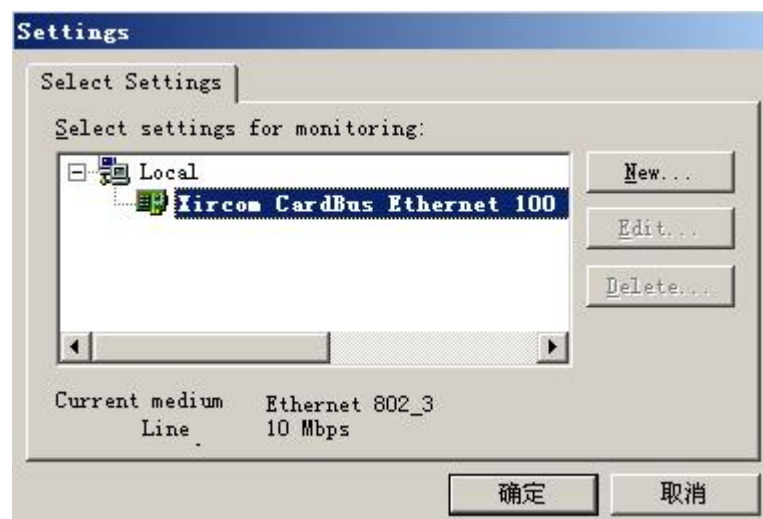 Settings
Select Settings
Select settings for monitoring:
Local
Xircom CardBus Ethernet 100
New...
Edit...
Delete...
Current medium Ethernet 802_3
Line 10 Mbps
确定 取消